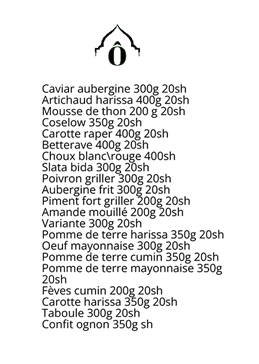 Ô
Caviar aubergine 300g 20sh
Artichaud harissa 400g 20sh
Mousse de thon 200 g 20sh
Coselow 350g 20sh
Carotte raper 400g 20sh
Betterave 400g 20sh
Choux blanc\rouge 400sh
Slata bida 300g 20sh
Poivron griller 300g 20sh
Aubergine frit 300g 20sh
Piment fort griller 200g 20sh
Amande mouillé 200g 20sh
Variante 300g 20sh
Pomme de terre harissa 350g 20sh
Oeuf mayonnaise 300g 20sh
Pomme de terre cumin 350g 20sh
Pomme de terre mayonnaise 350g
20sh
Fèves cumin 200g 20sh
Carotte harissa 350g 20sh
Taboule 300g 20sh
Confit ognon 350g sh